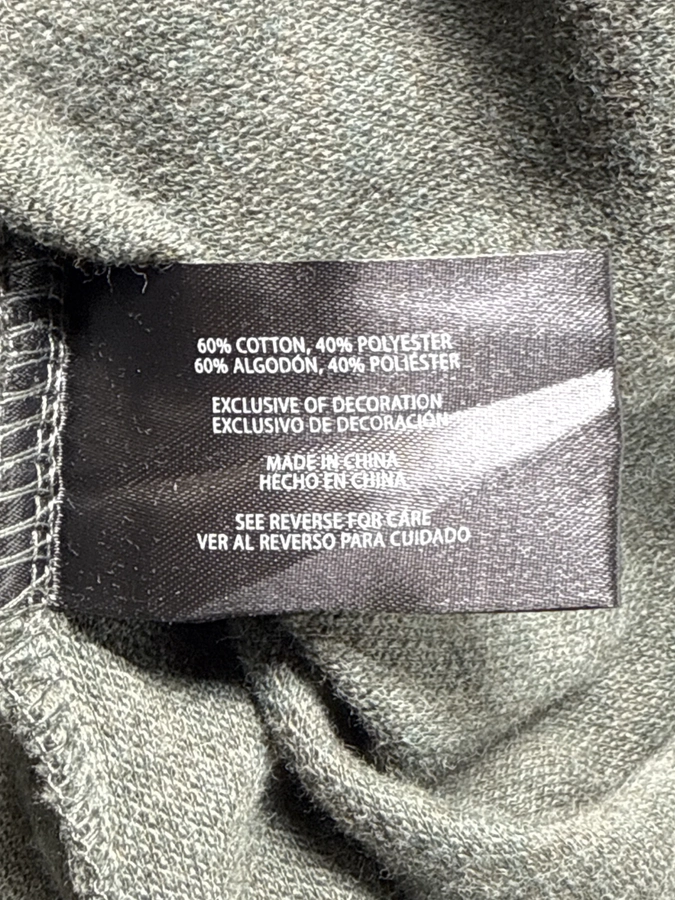 60% COTTON, 40% POLYESTER
60% ALGODÓN, 40% POLIÉSTER
EXCLUSIVE OF DECORATION
EXCLUSIVO DE DECORACIÓN
MADE IN CHINA
HECHO EN CHINA
SEE REVERSE FOR CARE
VER AL REVERSO PARA CUIDADO